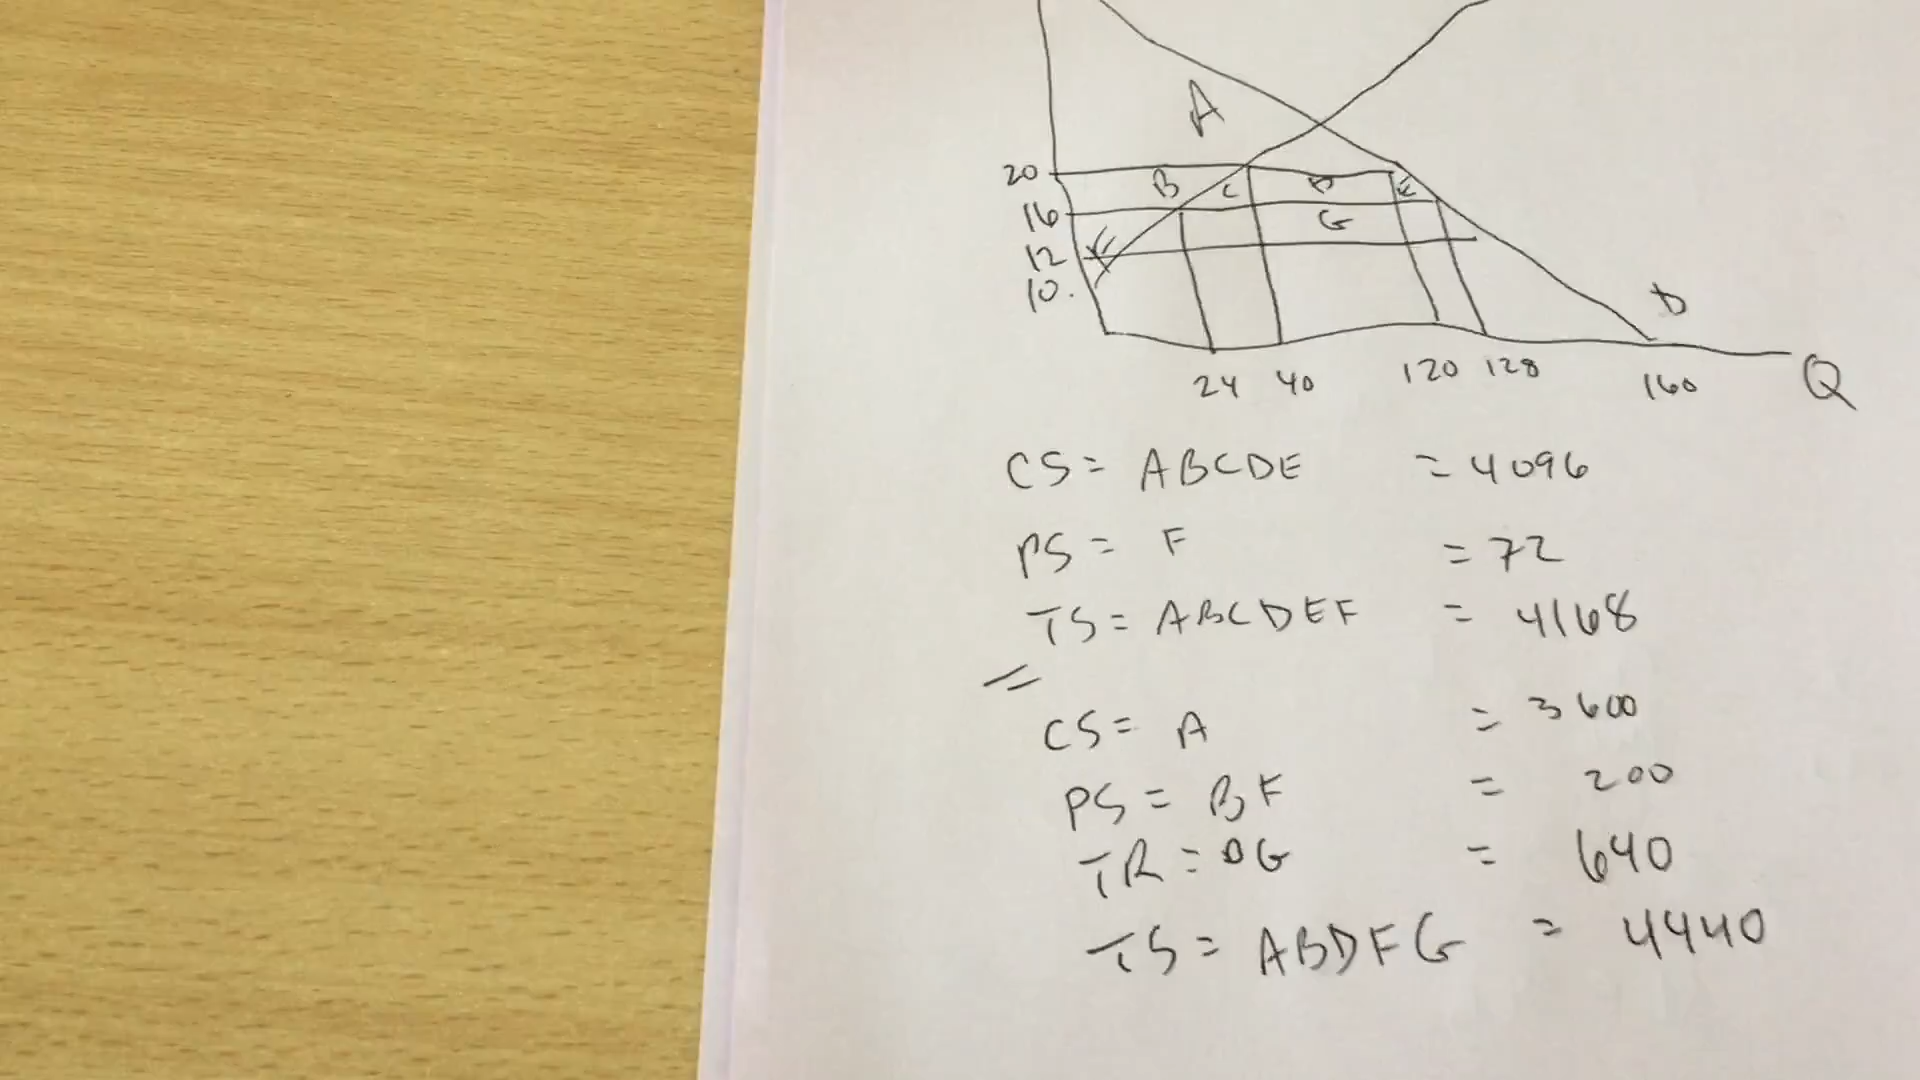 A
20
B C D E
16
G
F
12
10.
D
24 40 120 128 160 Q
CS= ABCDE = 4096
PS = F = 72
TS= ABCDEF = 4168
CS= A = 3600
PS = BF = 200
TR = DG = 640
TS= ABDFG = 4440